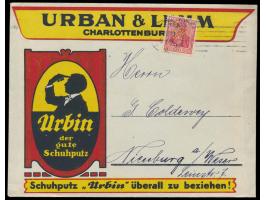 URBAN & LEMM
CHARLOTTENBURG
Herrn
G. Coldewey
Nienburg a/Weser
Urbin
der
gute
Schuhputz
Schuhputz „Urbin" überall zu beziehen!